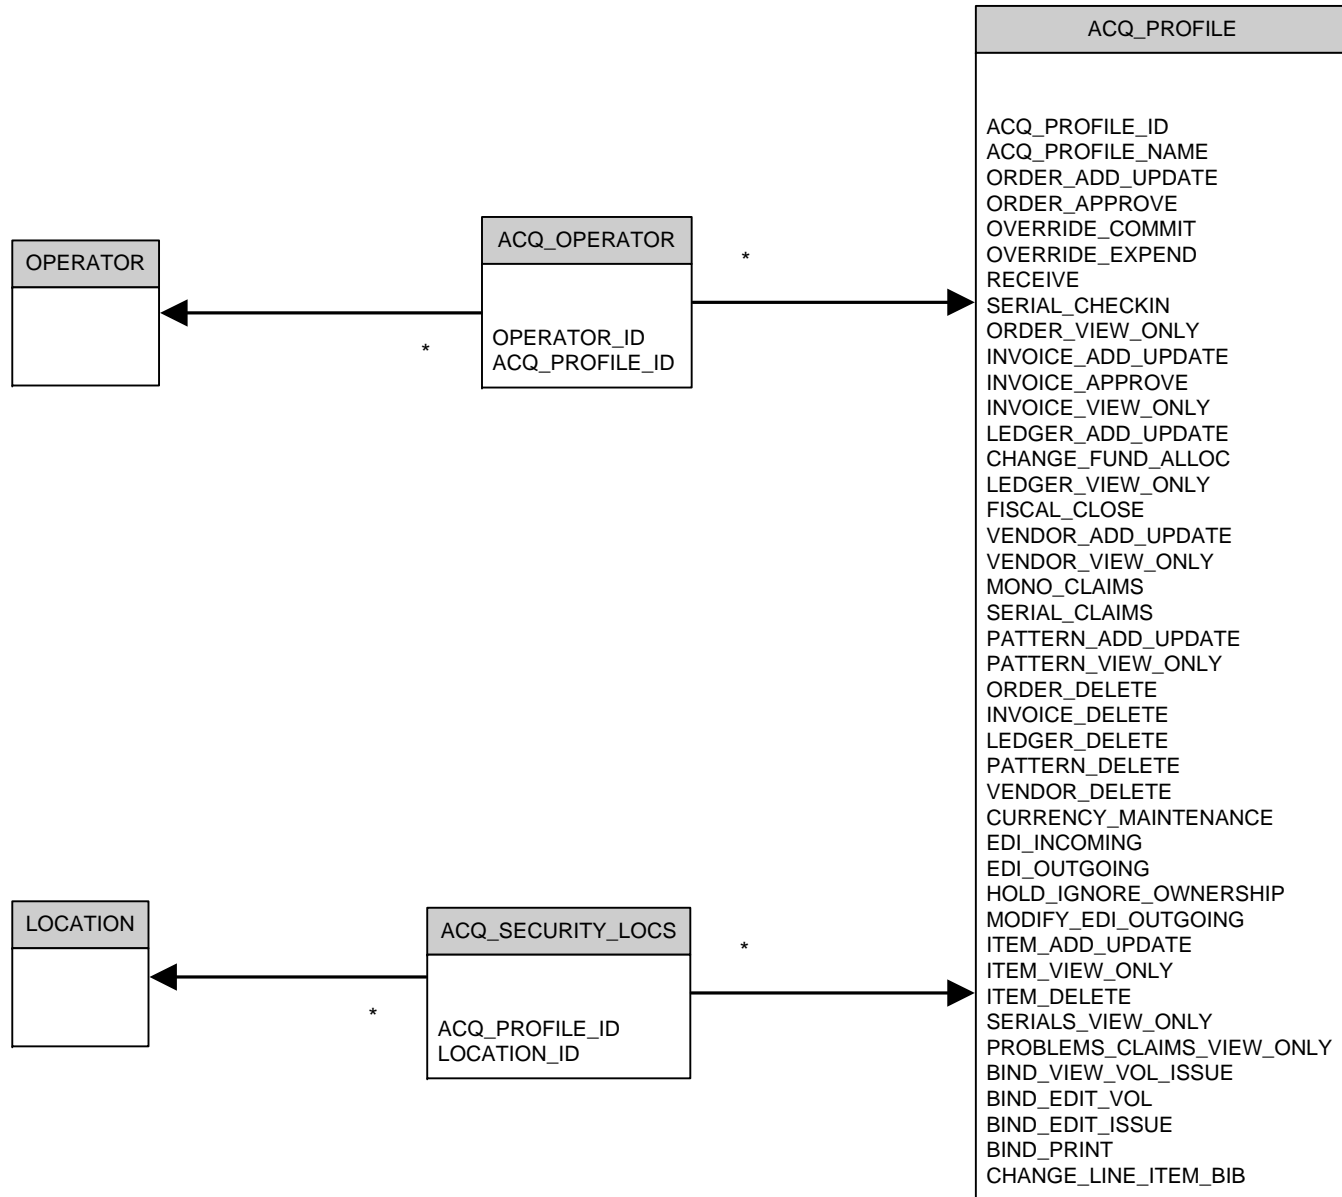 ACQ_PROFILE
ACQ_PROFILE_ID
ACQ_PROFILE_NAME
ORDER_ADD_UPDATE
ORDER_APPROVE
OVERRIDE_COMMIT
OVERRIDE_EXPEND
RECEIVE
SERIAL_CHECKIN
ORDER_VIEW_ONLY
INVOICE_ADD_UPDATE
INVOICE_APPROVE
INVOICE_VIEW_ONLY
LEDGER_ADD_UPDATE
CHANGE_FUND_ALLOC
LEDGER_VIEW_ONLY
FISCAL_CLOSE
VENDOR_ADD_UPDATE
VENDOR_VIEW_ONLY
MONO_CLAIMS
SERIAL_CLAIMS
PATTERN_ADD_UPDATE
PATTERN_VIEW_ONLY
ORDER_DELETE
INVOICE_DELETE
LEDGER_DELETE
PATTERN_DELETE
VENDOR_DELETE
CURRENCY_MAINTENANCE
EDI_INCOMING
EDI_OUTGOING
HOLD_IGNORE_OWNERSHIP
MODIFY_EDI_OUTGOING
ITEM_ADD_UPDATE
ITEM_VIEW_ONLY
ITEM_DELETE
SERIALS_VIEW_ONLY
PROBLEMS_CLAIMS_VIEW_ONLY
BIND_VIEW_VOL_ISSUE
BIND_EDIT_VOL
BIND_EDIT_ISSUE
BIND_PRINT
CHANGE_LINE_ITEM_BIB
OPERATOR
*
ACQ_OPERATOR
OPERATOR_ID
ACQ_PROFILE_ID
*
LOCATION
*
ACQ_SECURITY_LOCS
ACQ_PROFILE_ID
LOCATION_ID
*